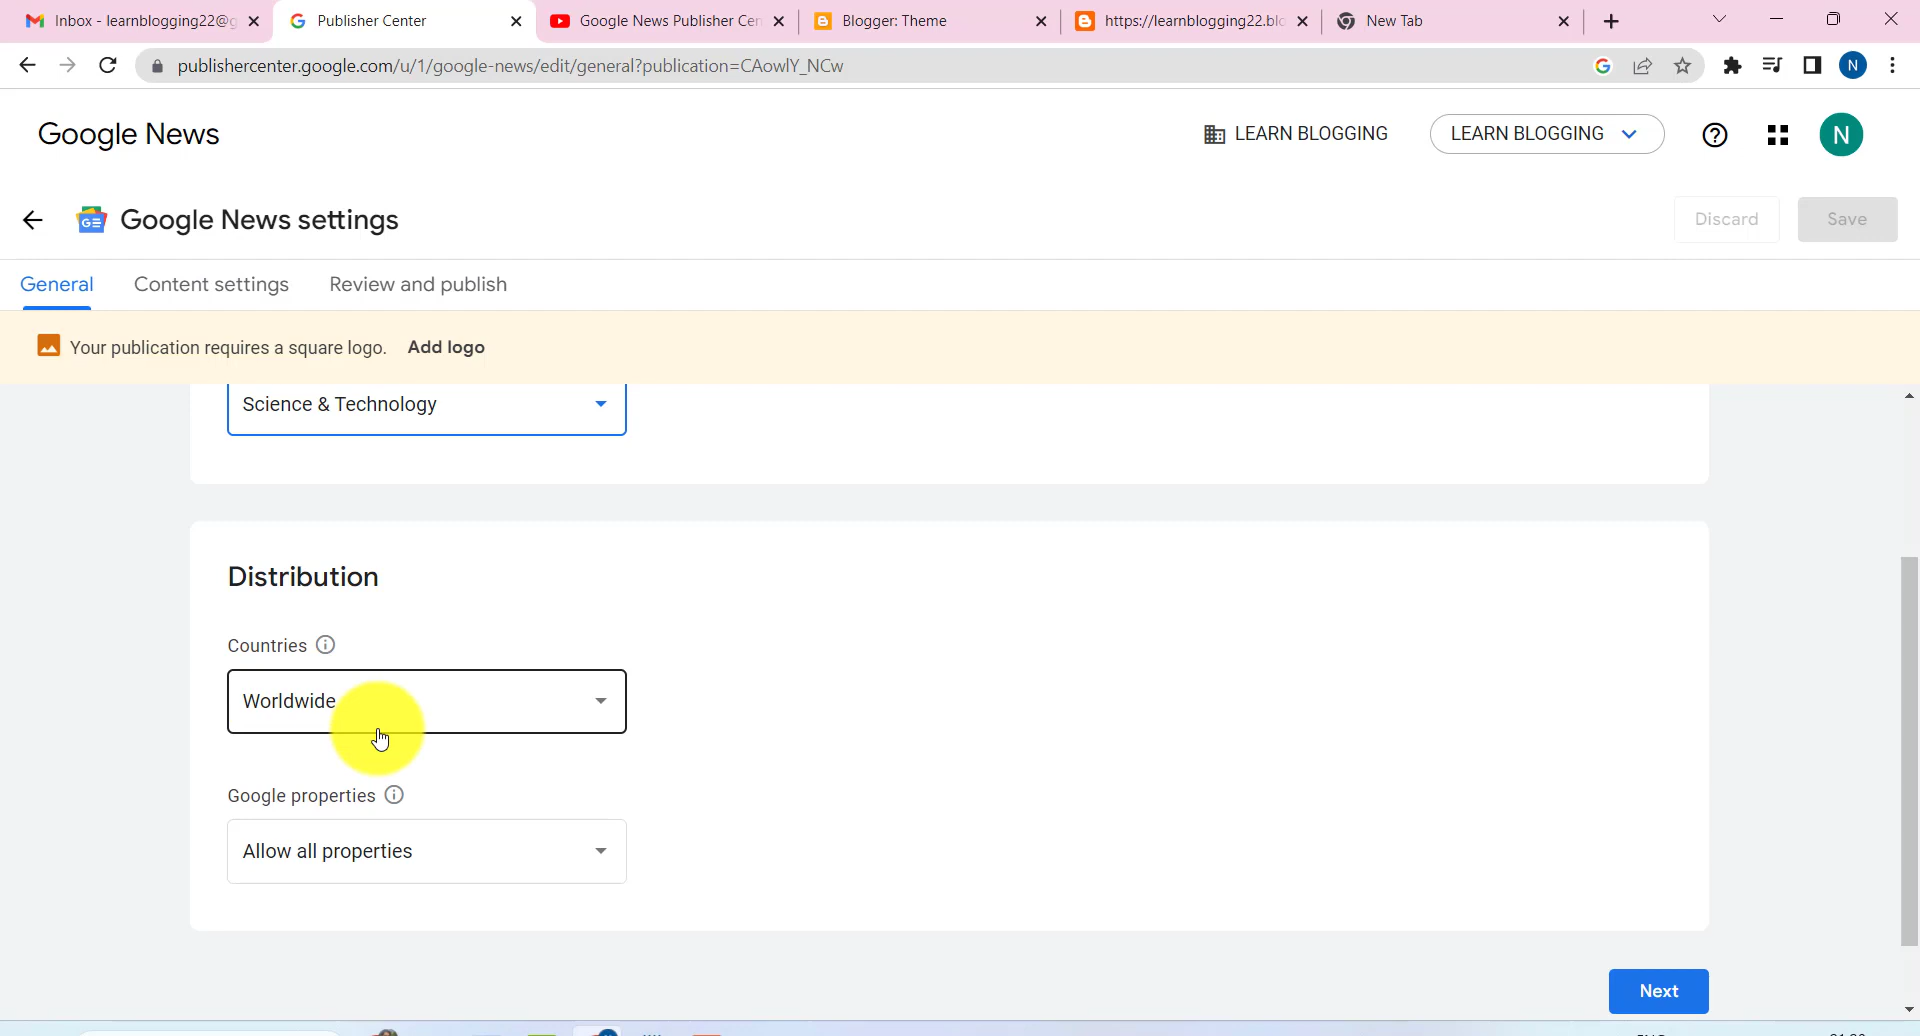 Inbox - learnblogging22@g
Publisher Center
Google News Publisher Cen
Blogger: Theme
https://learnblogging22.blo
New Tab
publishercenter.google.com/u/1/google-news/edit/general?publication=CAowlY_NCw
N
Google News
LEARN BLOGGING
LEARN BLOGGING
N
Google News settings
Discard
Save
General
Content settings
Review and publish
Your publication requires a square logo.
Add logo
Science & Technology
Distribution
Countries
Worldwide
Google properties
Allow all properties
Next